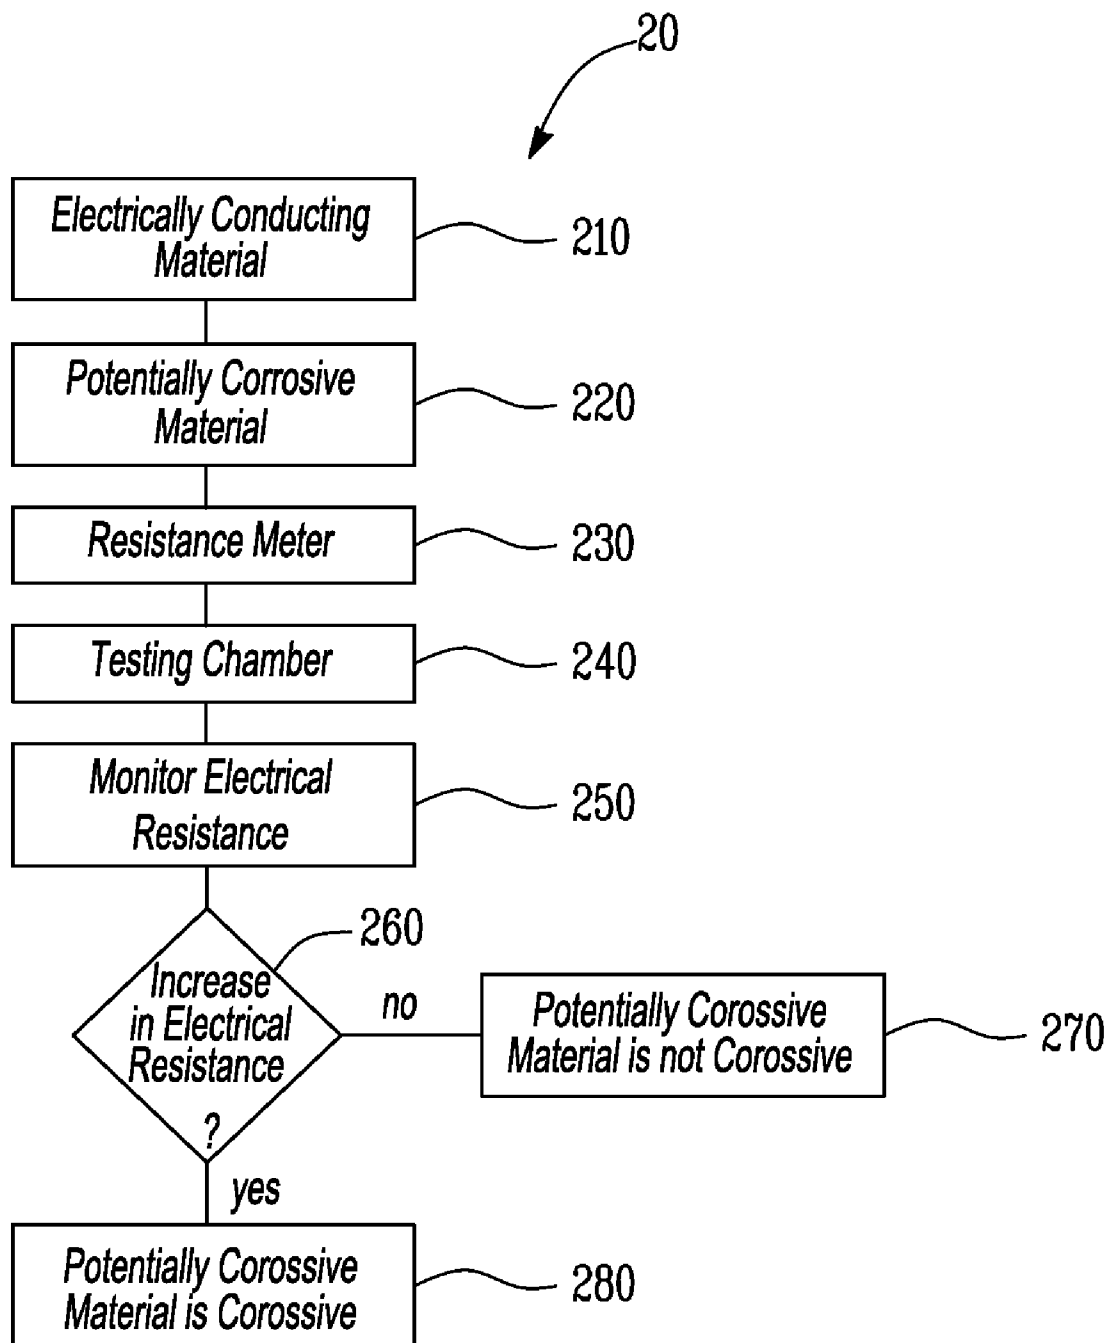 20
Electrically Conducting
Material
210
Potentially Corrosive
Material
220
Resistance Meter
230
Testing Chamber
240
Monitor Electrical
Resistance
250
260
Increase
in Electrical
Resistance
?
no
Potentially Corossive
Material is not Corossive
270
yes
Potentially Corossive
Material is Corossive
280